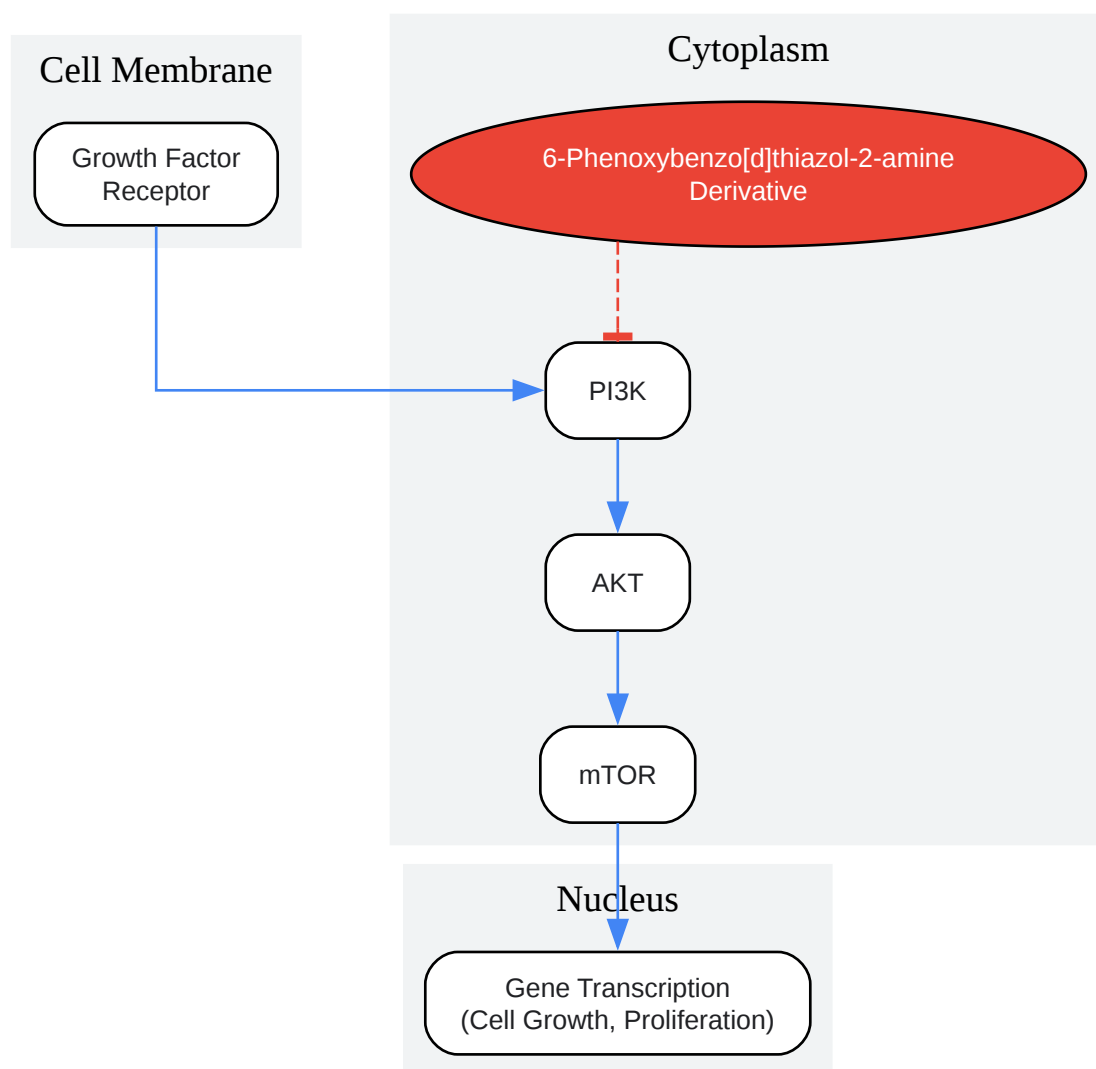 Cell Membrane
Growth Factor
Receptor
Cytoplasm
6-Phenoxybenzo[d]thiazol-2-amine
Derivative
PI3K
AKT
mTOR
Nucleus
Gene Transcription
(Cell Growth, Proliferation)